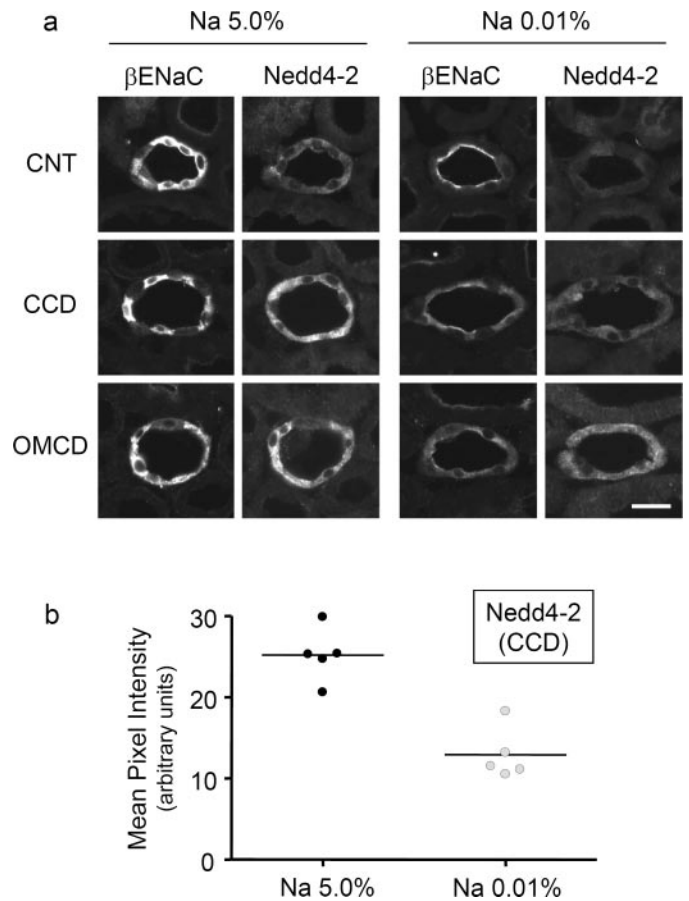 a
Na 5.0%
Na 0.01%
βENaC
Nedd4-2
βENaC
Nedd4-2
CNT
CCD
OMCD
b
Nedd4-2
(CCD)
Mean Pixel Intensity
(arbitrary units)
30
20
10
0
Na 5.0%
Na 0.01%